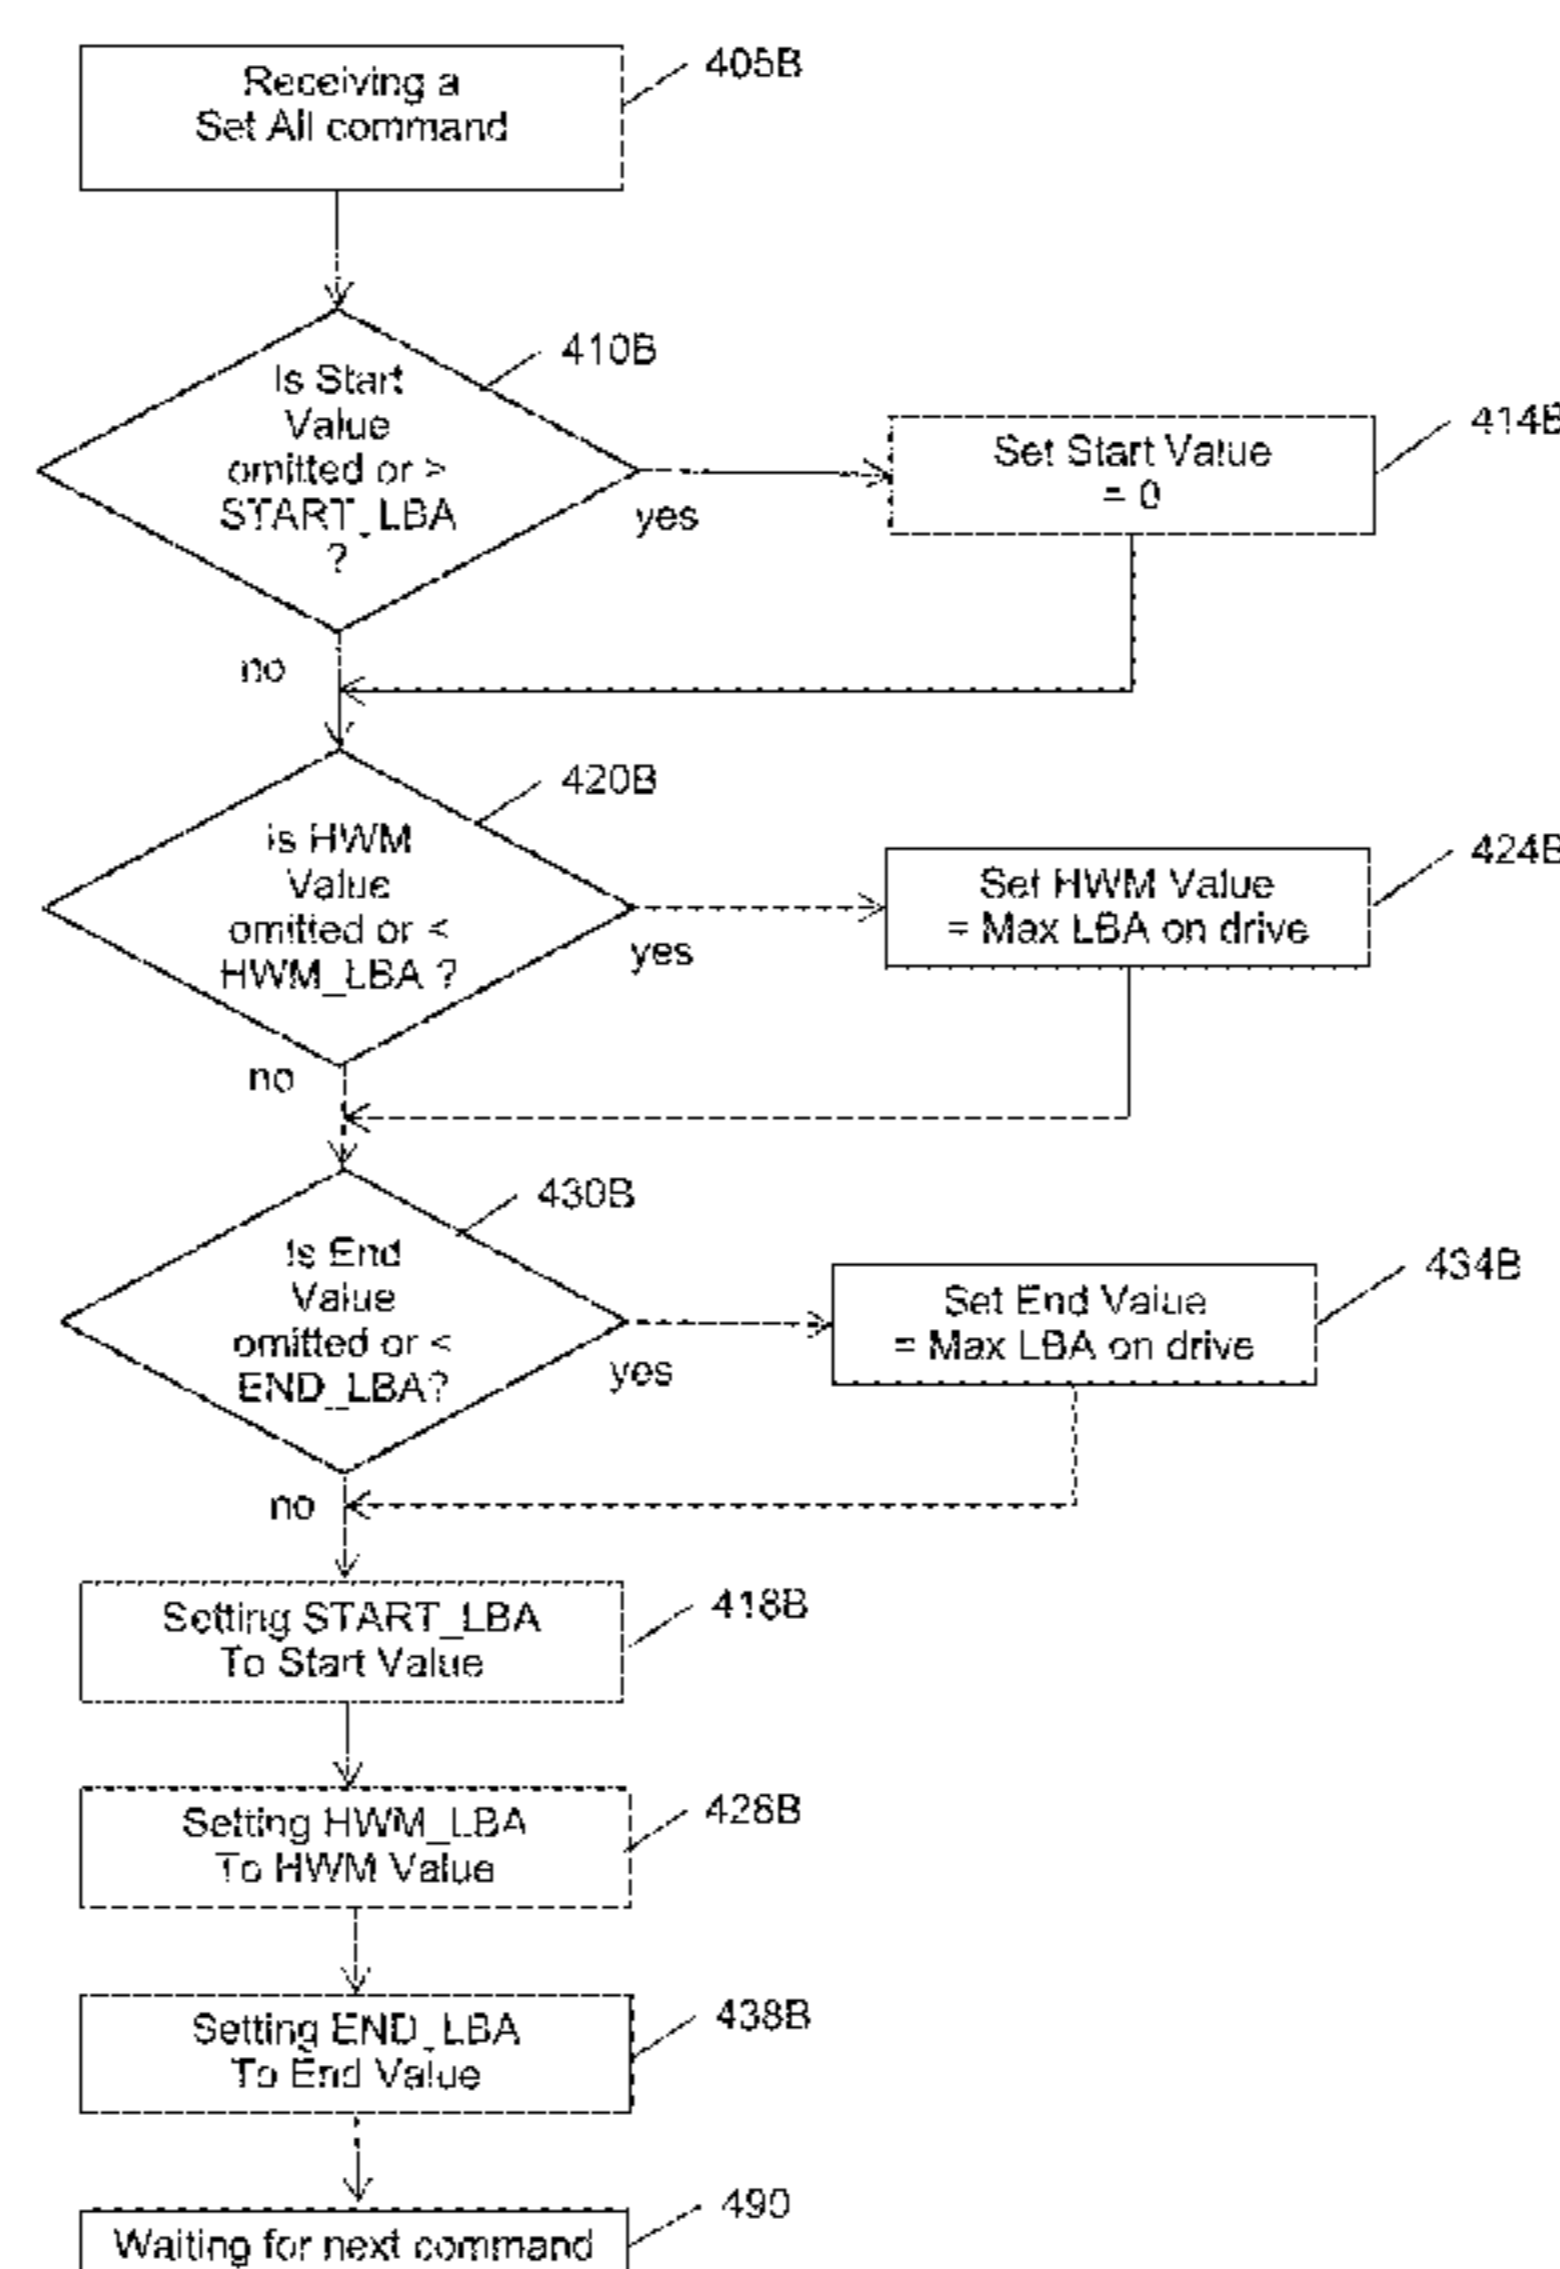 Receiving a
Set All command
405B
Is Start
Value
omitted or >
START_LBA
?
410B
yes
Set Start Value
= 0
414B
no
Is HWM
Value
omitted or <
HWM_LBA ?
420B
yes
Set HWM Value
= Max LBA on drive
424B
no
Is End
Value
omitted or <
END_LBA?
430B
yes
Set End Value
= Max LBA on drive
434B
no
Setting START_LBA
To Start Value
418B
Setting HWM_LBA
To HWM Value
428B
Setting END_LBA
To End Value
438B
Waiting for next command
490